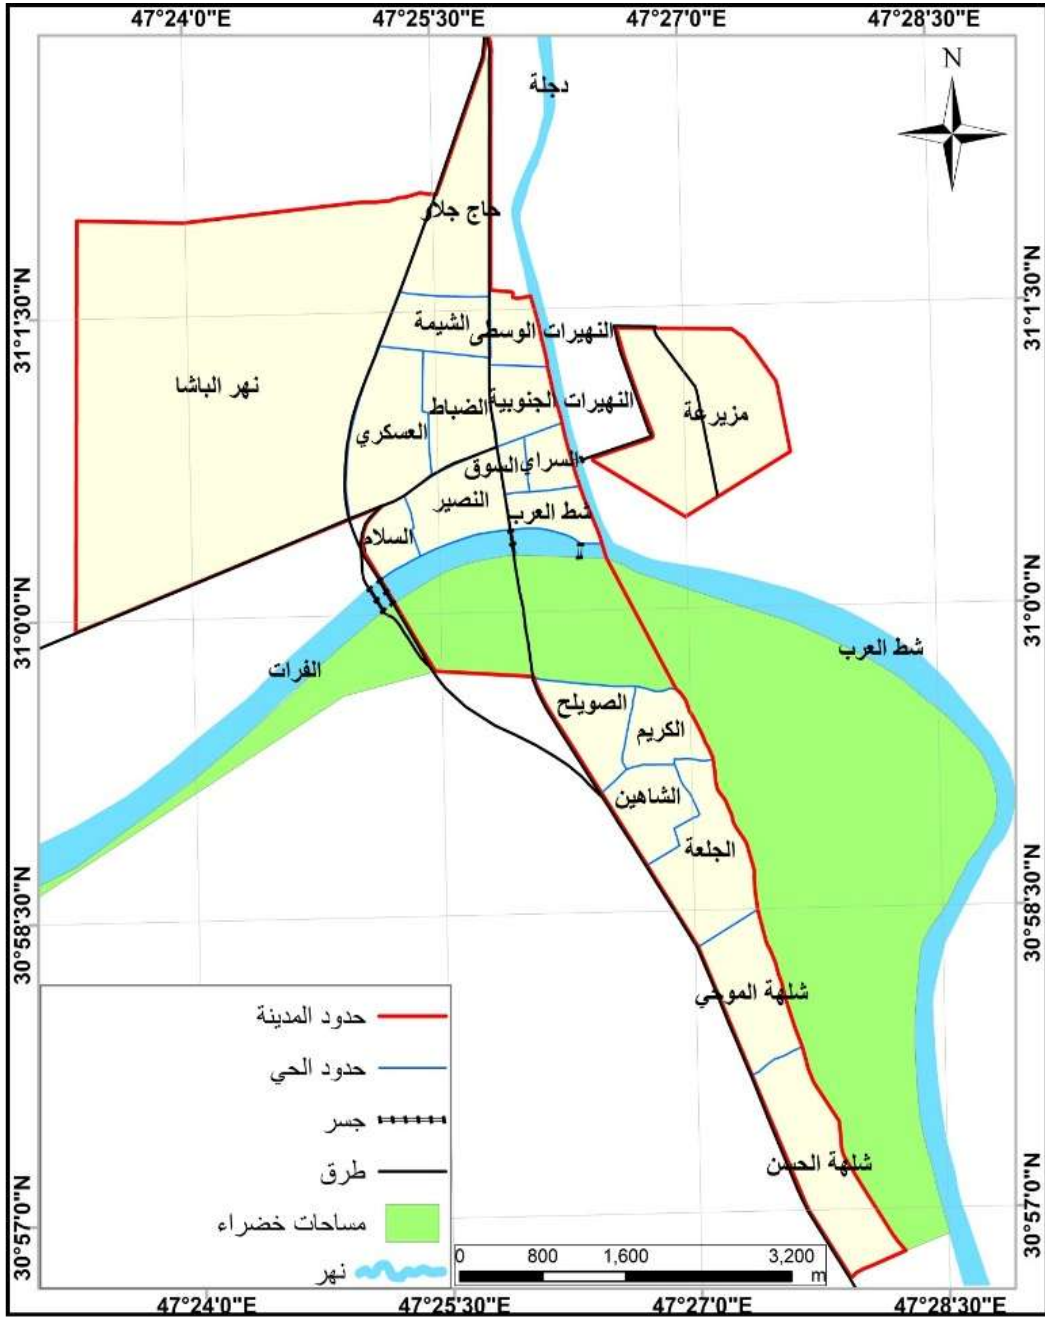 47°24'0"E
47°25'30"E
47°27'0"E
47°28'30"E
N
دجلة
حاج جلار
31°1'30"N
31°1'30"N
الشيمة
النهيرات الوسطى
نهر الباشا
الضباط
النهيرات الجنوبية
مزيرعة
العسكري
السوق
السراي
النصير
شط العرب
السلام
31°0'0"N
31°0'0"N
الفرات
شط العرب
الصويلح
الكريم
الشاهين
الجلعة
30°58'30"N
30°58'30"N
شلهة الموحي
شلهة الحسن
30°57'0"N
30°57'0"N
حدود المدينة
حدود الحي
جسر
طرق
مساحات خضراء
نهر
0 800 1,600 3,200
m
47°24'0"E
47°25'30"E
47°27'0"E
47°28'30"E